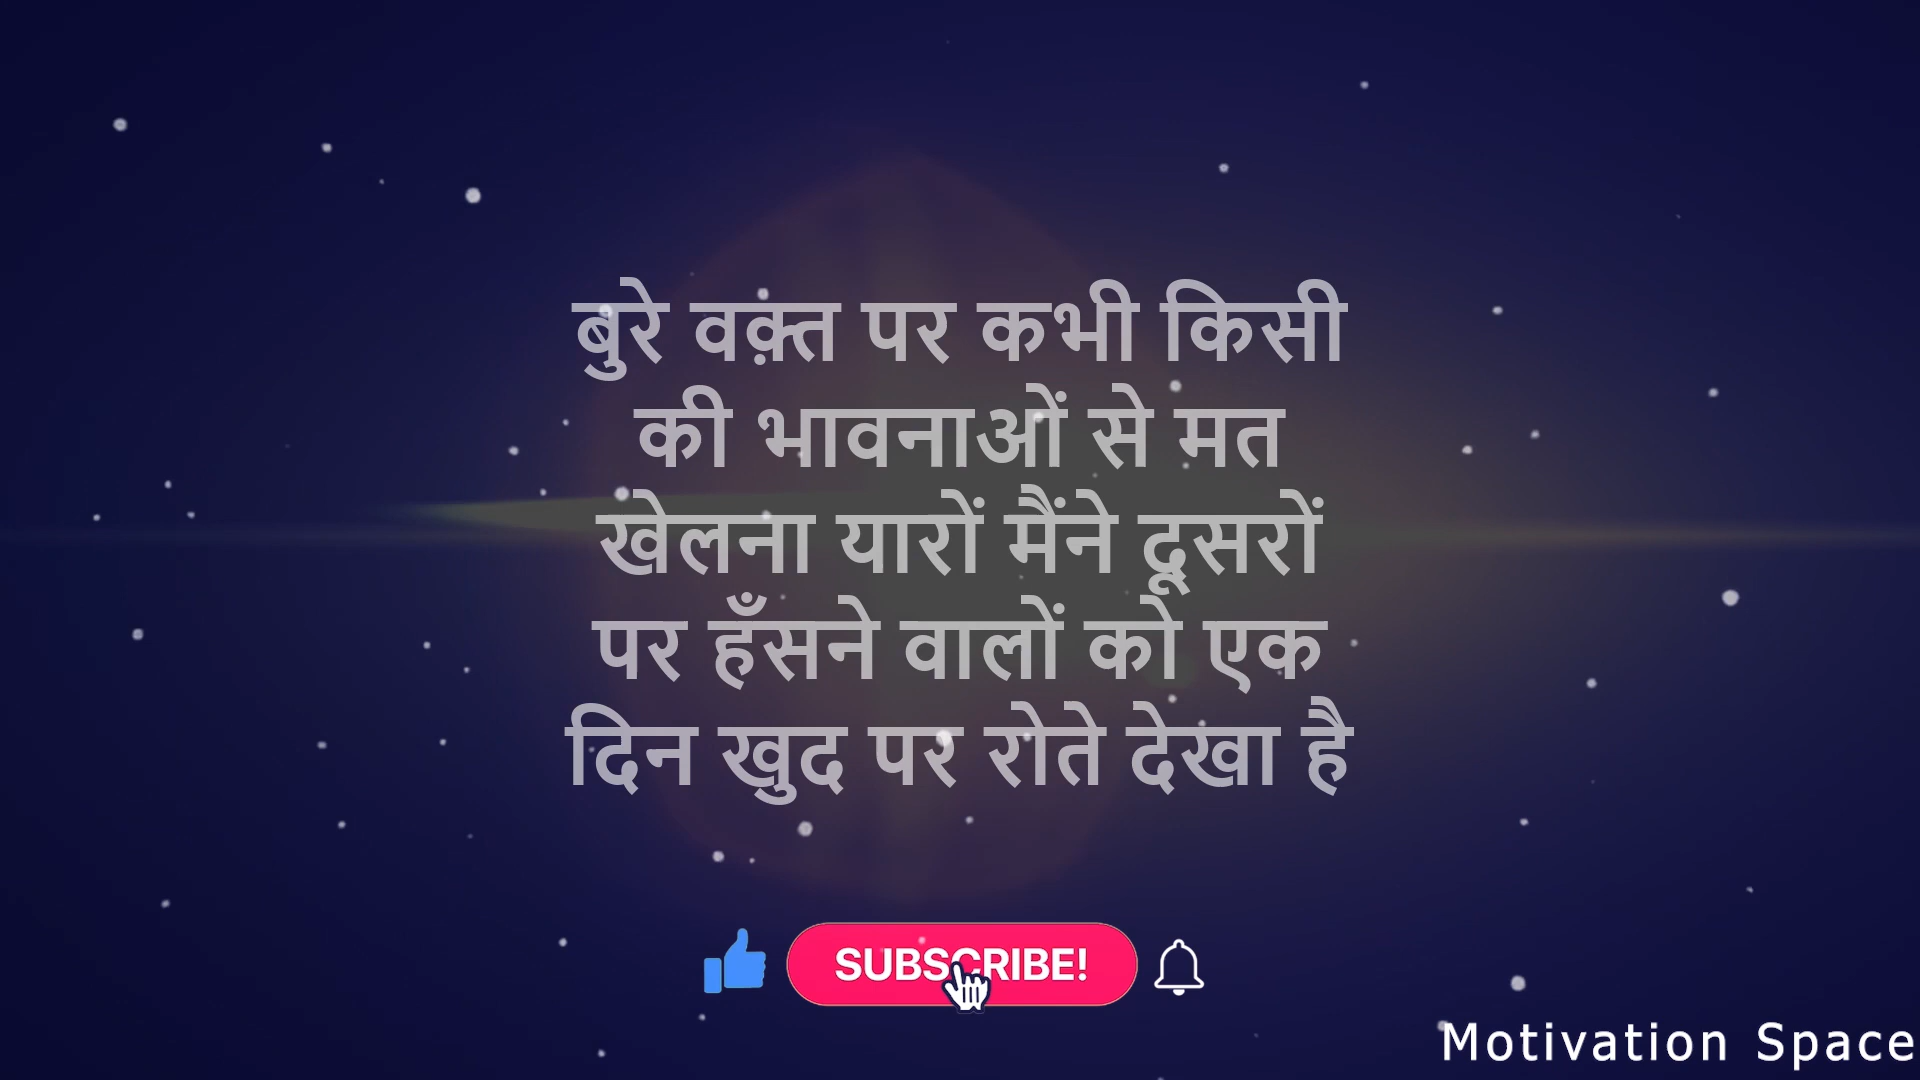 बुरे वक़्त पर कभी किसी
की भावनाओं से मत
खेलना यारों मैंने दूसरों
पर हँसने वालों को एक
दिन खुद पर रोते देखा है
SUBSCRIBE!
Motivation Space